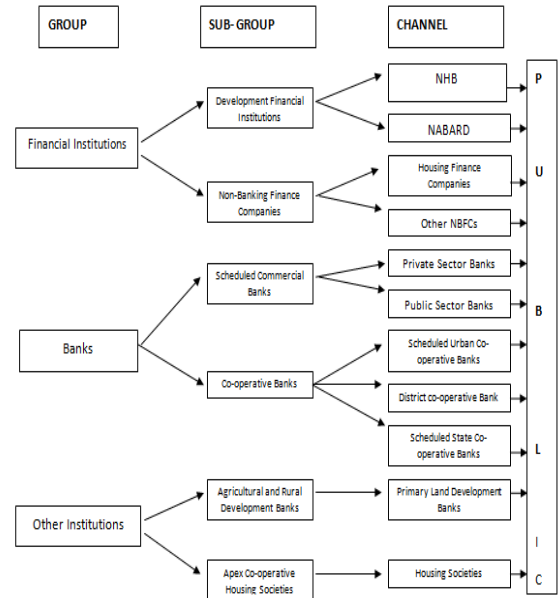 GROUP
SUB-GROUP
CHANNEL
NHB
P
Development Financial
Institutions
NABARD
Financial Institutions
Housing Finance
Companies
U
Non-Banking Finance
Companies
Other NBFCs
Private Sector Banks
Scheduled Commercial
Banks
Public Sector Banks
B
Banks
Scheduled Urban Co-
operative Banks
Co-operative Banks
District co-operative Bank
Scheduled State Co-
operative Banks
L
Agricultural and Rural
Development Banks
Primary Land Development
Banks
Other Institutions
I
Apex Co-operative
Housing Societies
Housing Societies
C